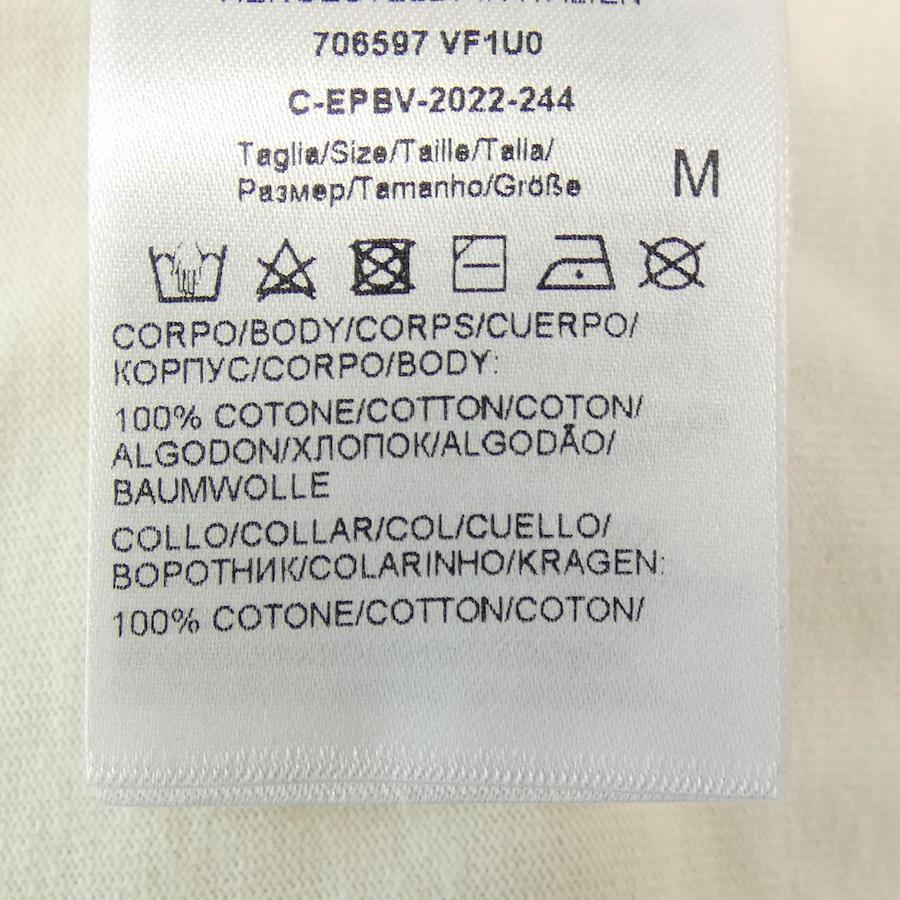 706597 VF1U0
C-EPBV-2022-244
Taglia/Size/Taille/Talla/
Размер/Tamanho/Größe
M
CORPO/BODY/CORPS/CUERPO/
КОРПУС/CORPO/BODY:
100% COTONE/COTTON/COTON/
ALGODON/ХЛОПОК/ALGODÃO/
BAUMWOLLE
COLLO/COLLAR/COL/CUELLO/
ВОРОТНИК/COLARINHO/KRAGEN:
100% COTONE/COTTON/COTON/